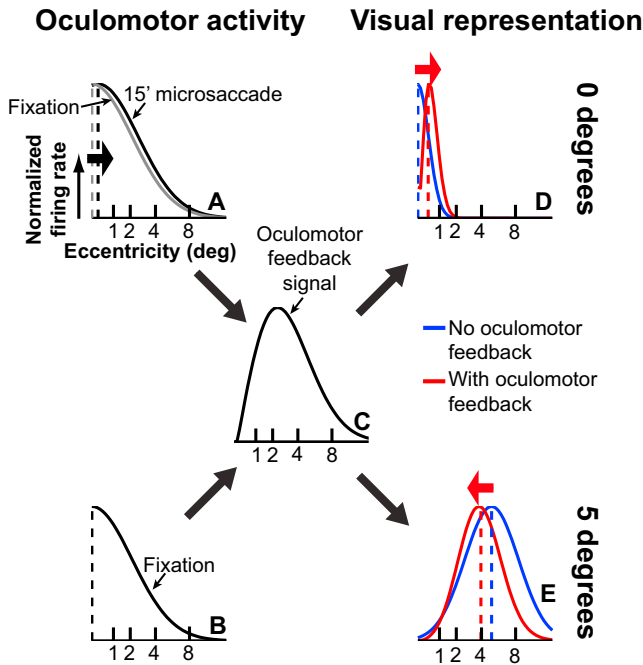 Oculomotor activity
Visual representation
Fixation
15' microsaccade
Normalized
firing rate
A
1 2 4 8
Eccentricity (deg)
D
1 2 4 8
0 degrees
Oculomotor
feedback
signal
C
1 2 4 8
No oculomotor
feedback
With oculomotor
feedback
Fixation
B
1 2 4 8
E
1 2 4 8
5 degrees